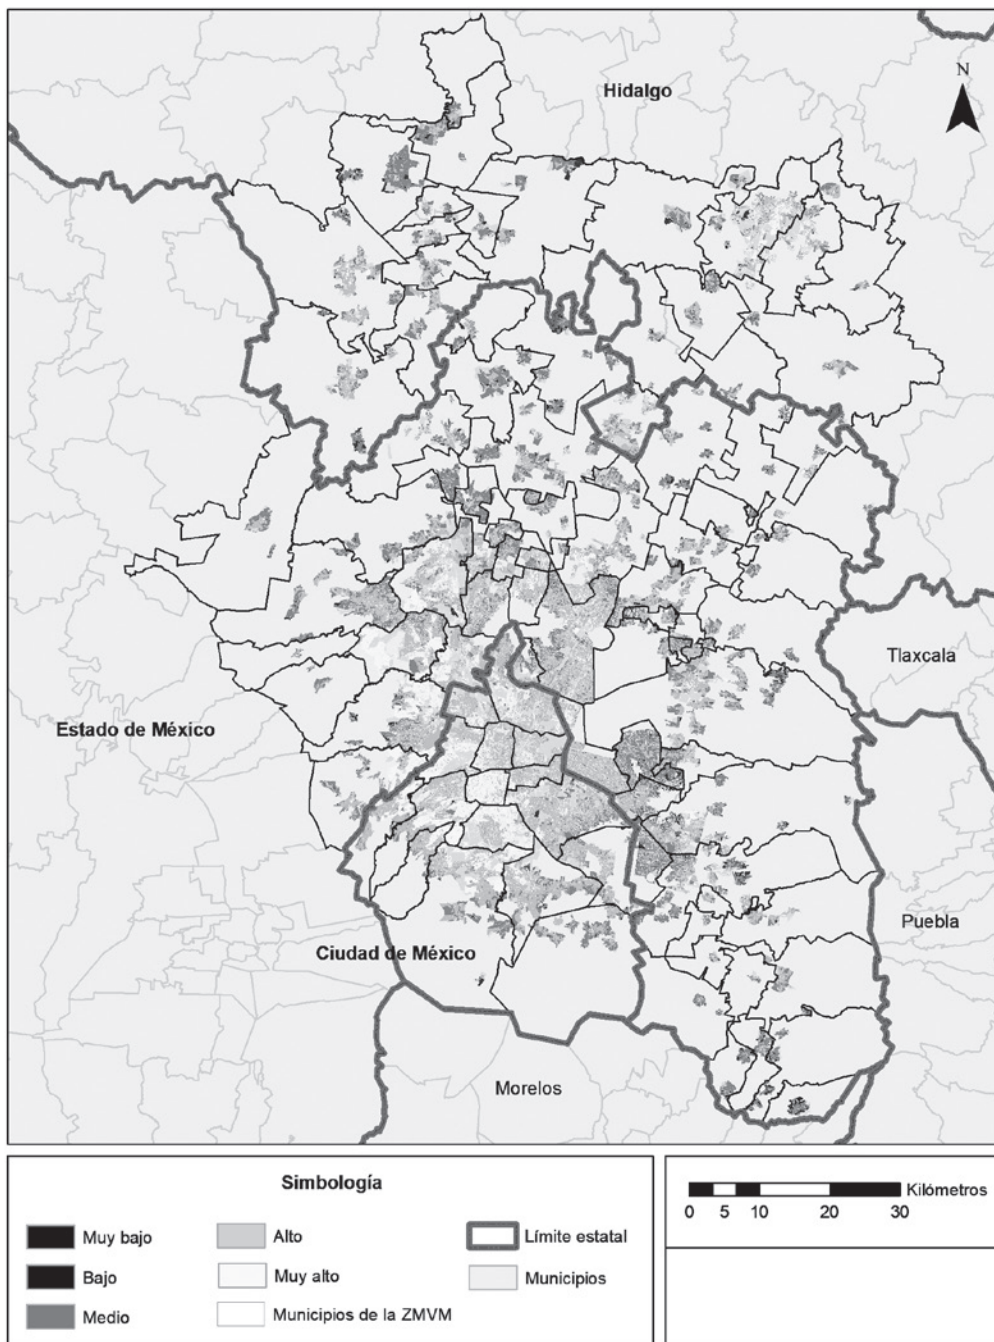 Hidalgo
N
Tlaxcala
Estado de México
Puebla
Ciudad de México
Morelos
Simbología
Muy bajo
Bajo
Medio
Alto
Muy alto
Municipios de la ZMVM
Límite estatal
Municipios
Kilómetros
0 5 10 20 30